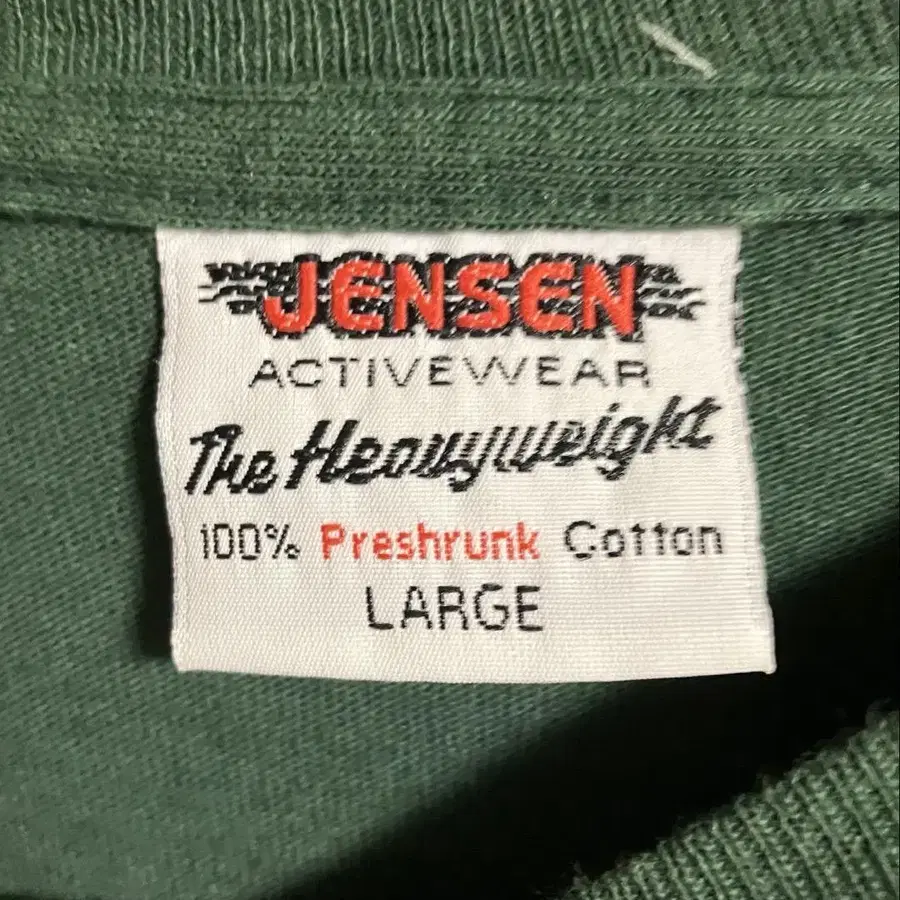 JENSEN
ACTIVEWEAR
The Heavyweight
100% Preshrunk Cotton
LARGE